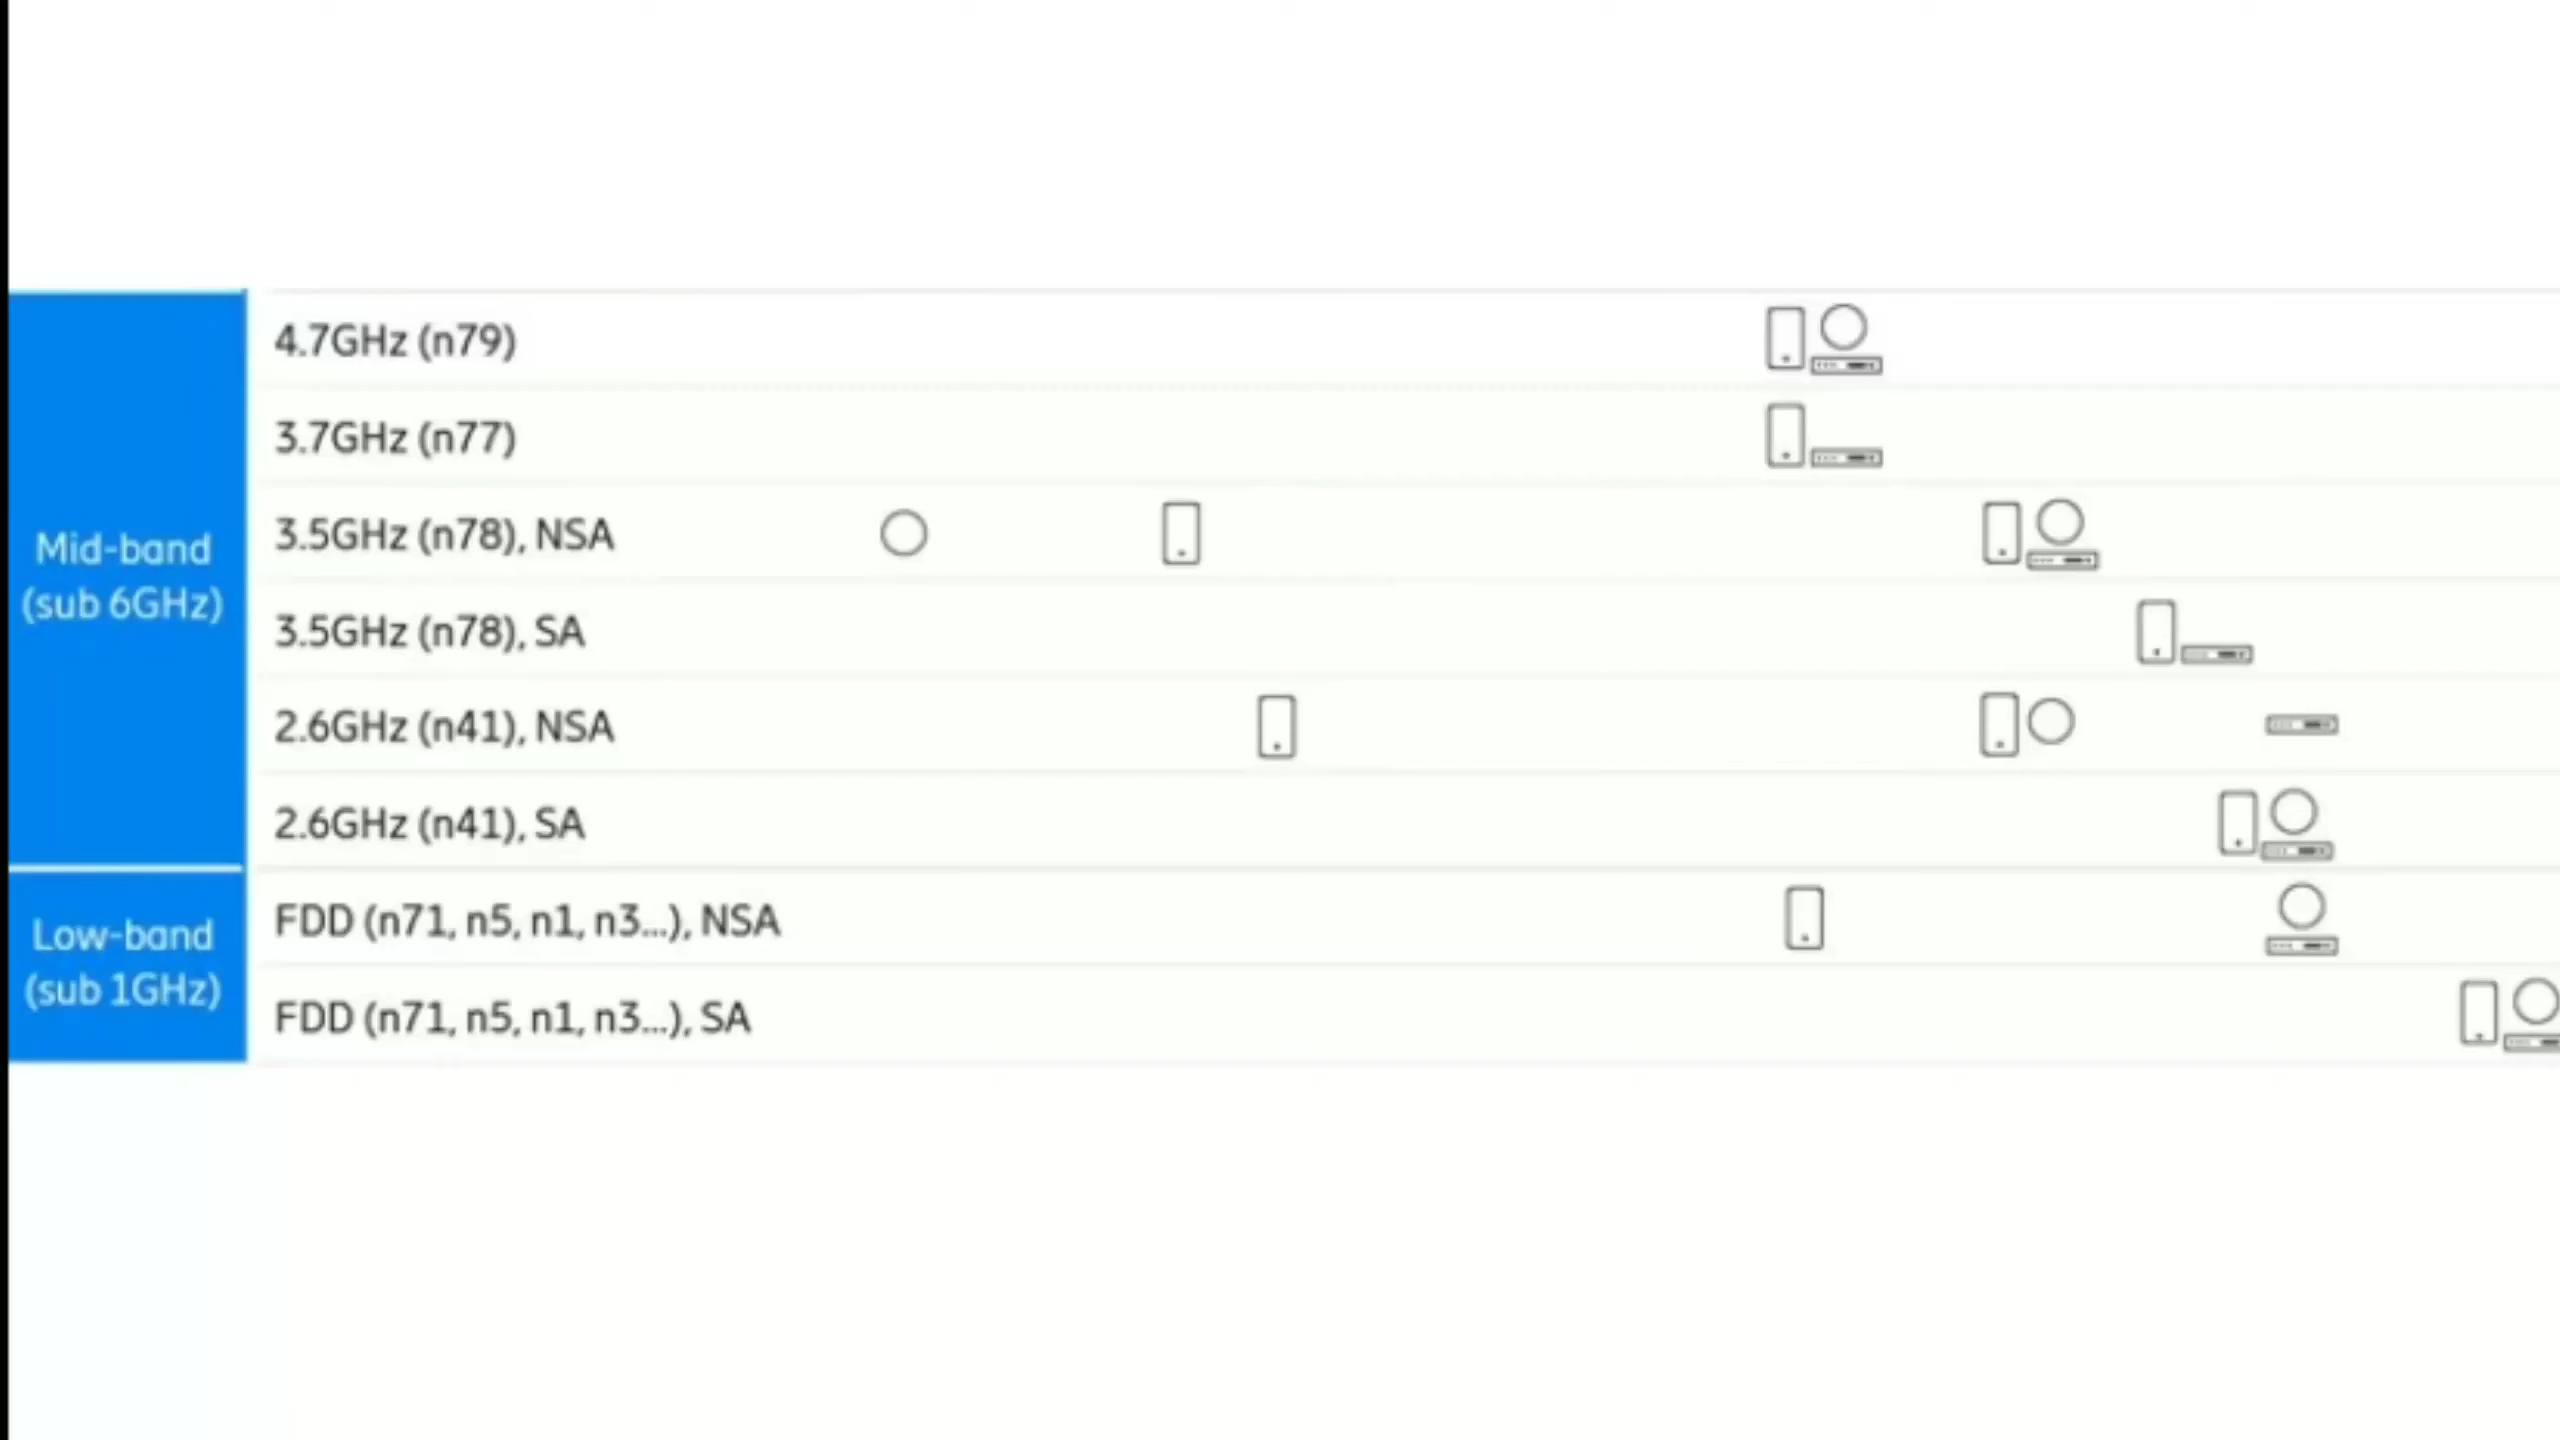 4.7GHz (n79)
3.7GHz (n77)
Mid-band
(sub 6GHz)
3.5GHz (n78), NSA
3.5GHz (n78), SA
2.6GHz (n41), NSA
2.6GHz (n41), SA
Low-band
(sub 1GHz)
FDD (n71, n5, n1, n3...), NSA
FDD (n71, n5, n1, n3...), SA